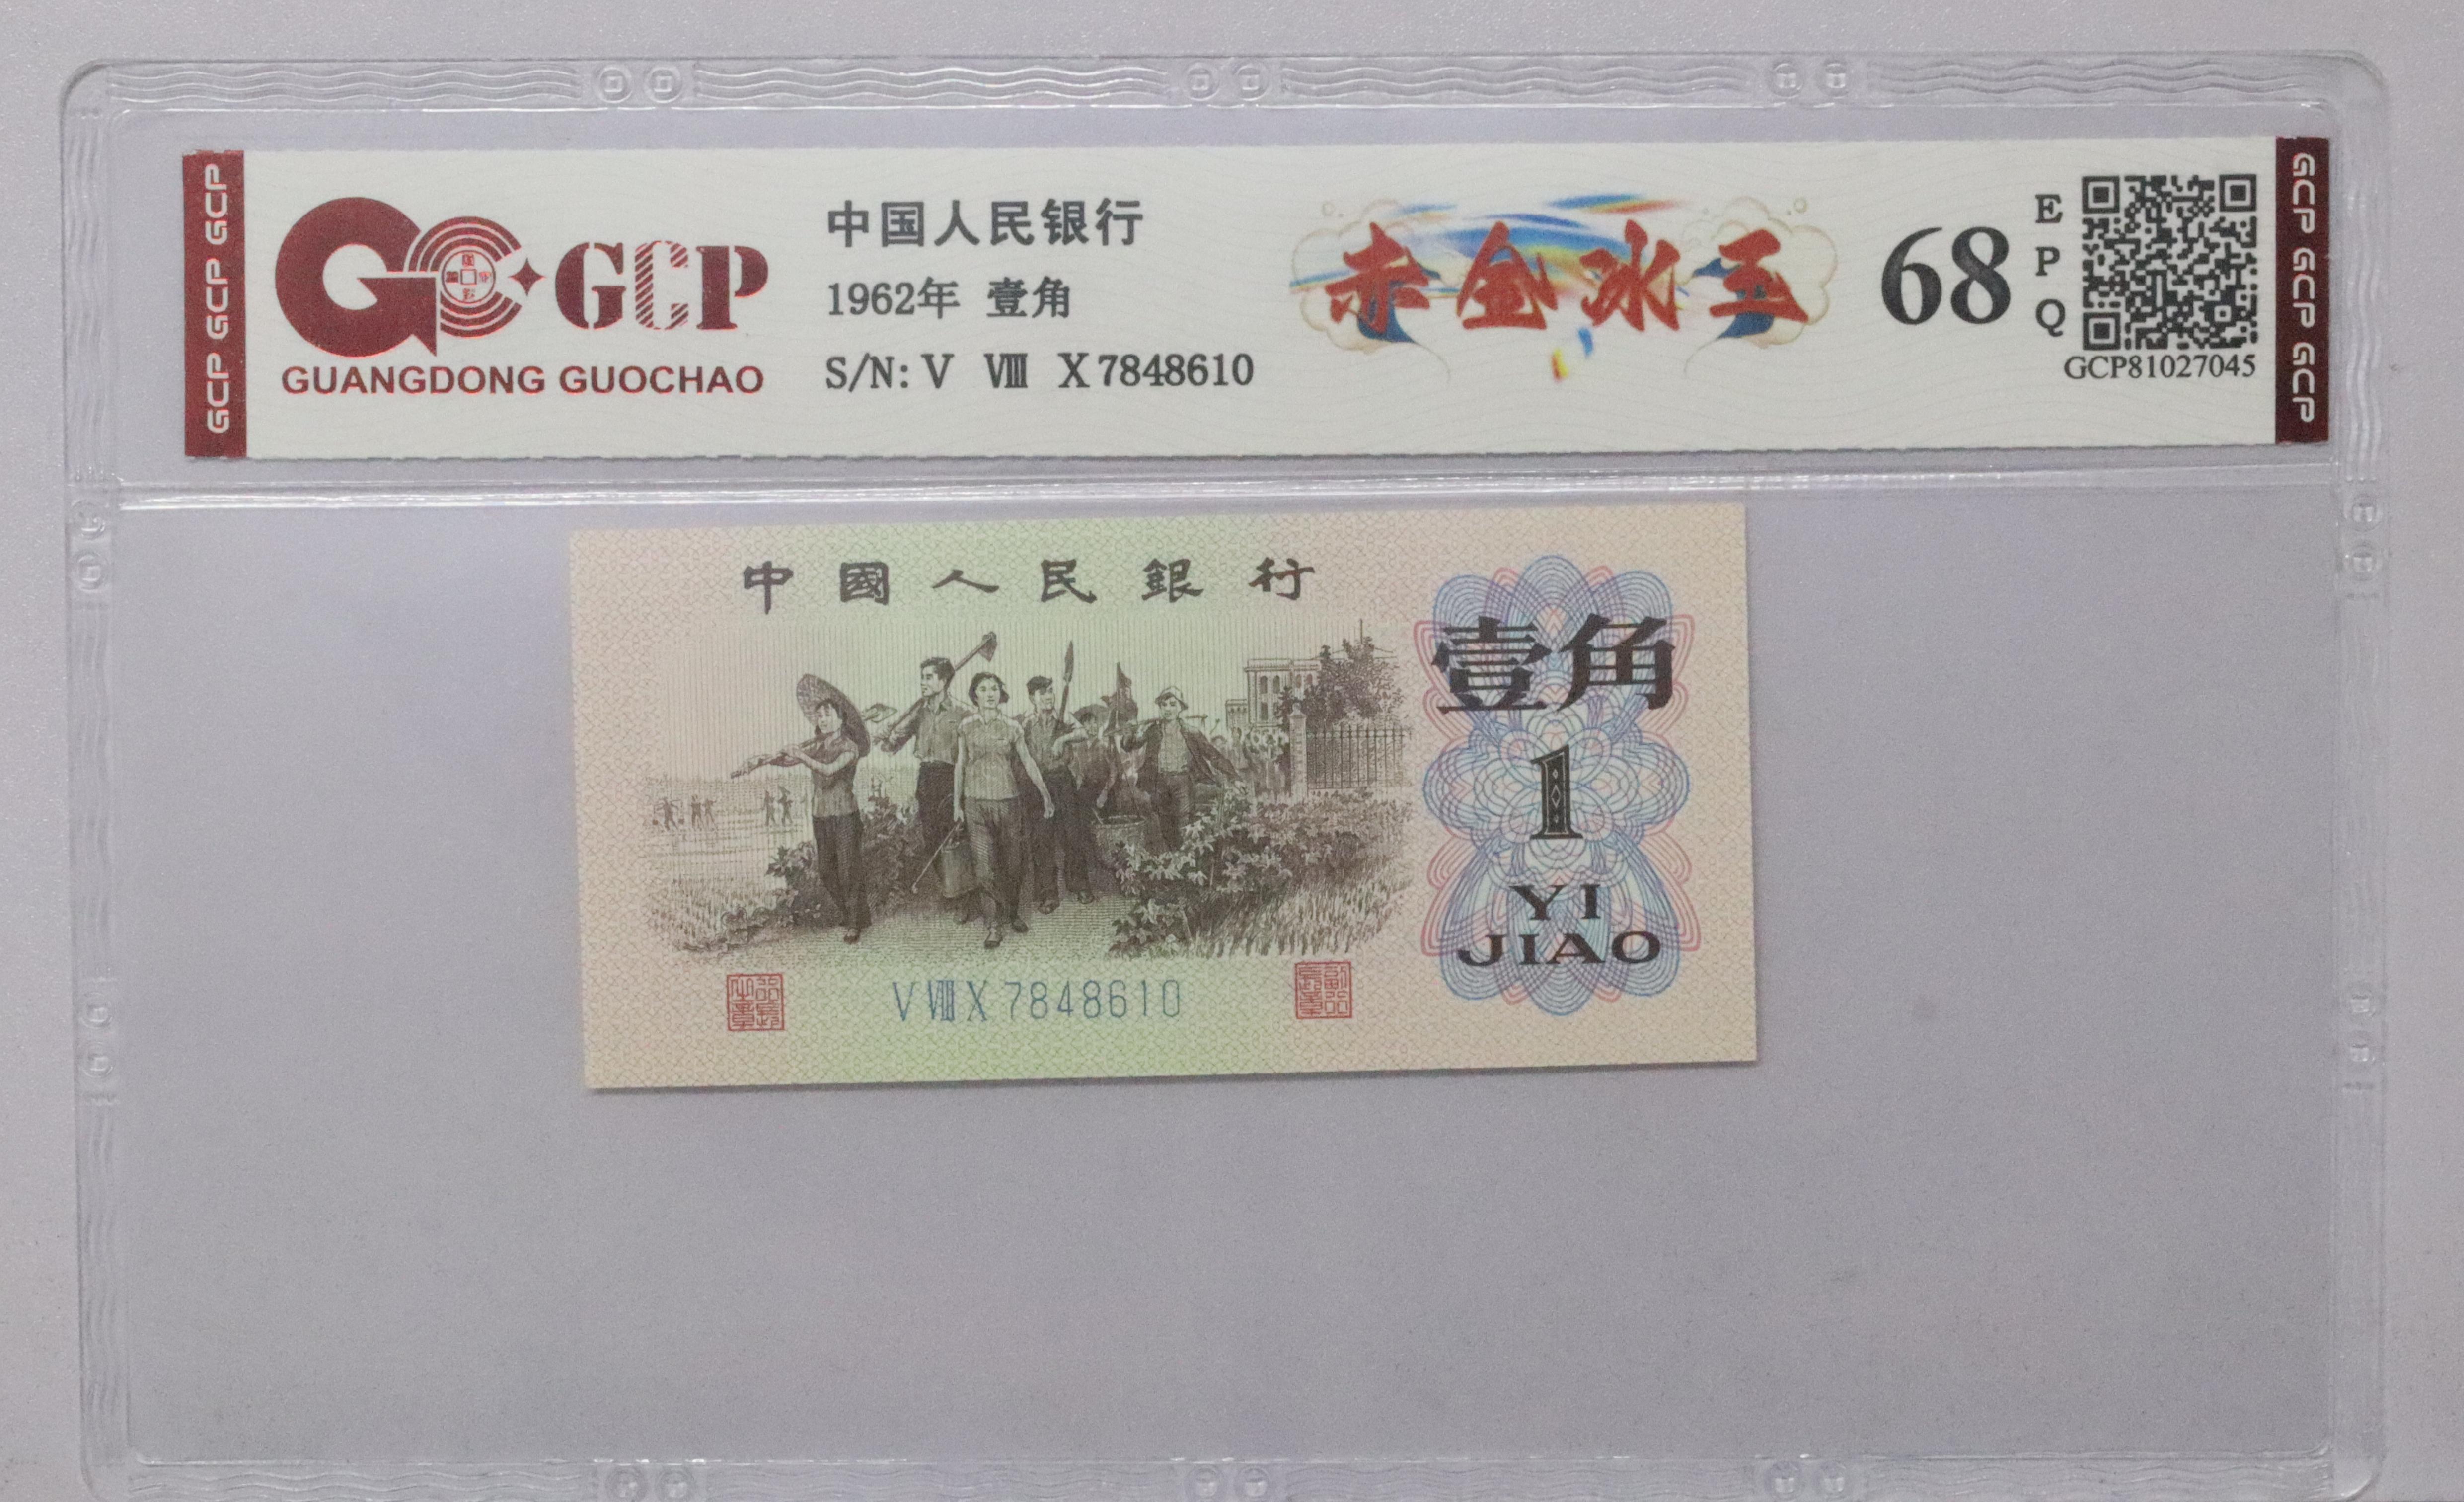 GCP GCP GCP
GCP
GUANGDONG GUOCHAO
中国人民银行
1962年 壹角
S/N: V Ⅷ X 7848610
赤金冰玉
68
E
P
Q
GCP81027045
GCP GCP GCP
中國人民銀行
壹角
1
YI
JIAO
V VIII X 7848610